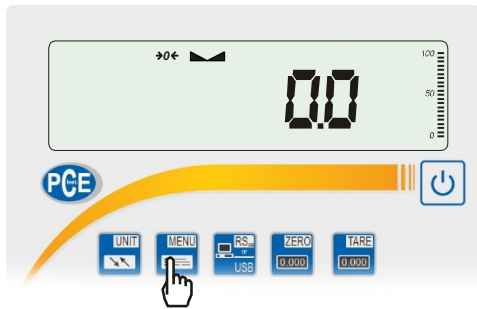 →0←
100
0.0
50
0
PCE
UNIT
MENU
RS232
or
USB
ZERO
0.000
TARE
0.000